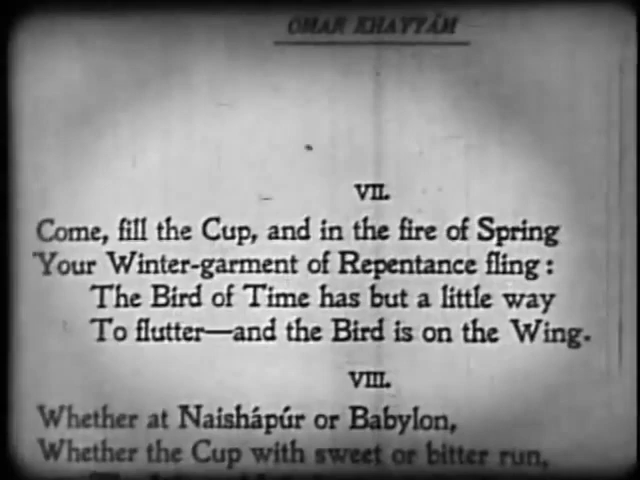 OMAR KHAYYÁM
VII.
Come, fill the Cup, and in the fire of Spring
Your Winter-garment of Repentance fling:
The Bird of Time has but a little way
To flutter—and the Bird is on the Wing.
VIII.
Whether at Naishápúr or Babylon,
Whether the Cup with sweet or bitter run,